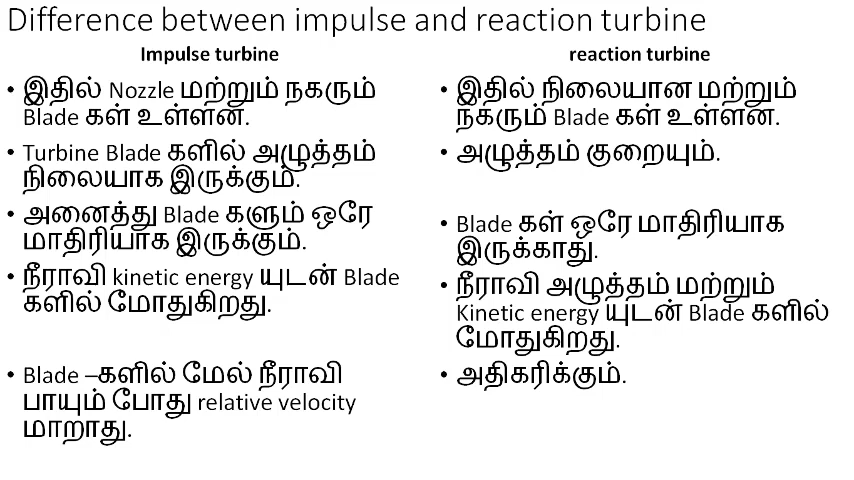 Difference between impulse and reaction turbine
Impulse turbine
• இதில் Nozzle மற்றும் நகரும்
Blade கள் உள்ளன.
• Turbine Blade களில் அழுத்தம்
நிலையாக இருக்கும்.
• அனைத்து Blade களும் ஒரே
மாதிரியாக இருக்கும்.
• நீராவி kinetic energy யுடன் Blade
களில் மோதுகிறது.
• Blade –களில் மேல் நீராவி
பாயும் போது relative velocity
மாறாது.
reaction turbine
• இதில் நிலையான மற்றும்
நகரும் Blade கள் உள்ளன.
• அழுத்தம் குறையும்.
• Blade கள் ஒரே மாதிரியாக
இருக்காது.
• நீராவி அழுத்தம் மற்றும்
Kinetic energy யுடன் Blade களில்
மோதுகிறது.
• அதிகரிக்கும்.